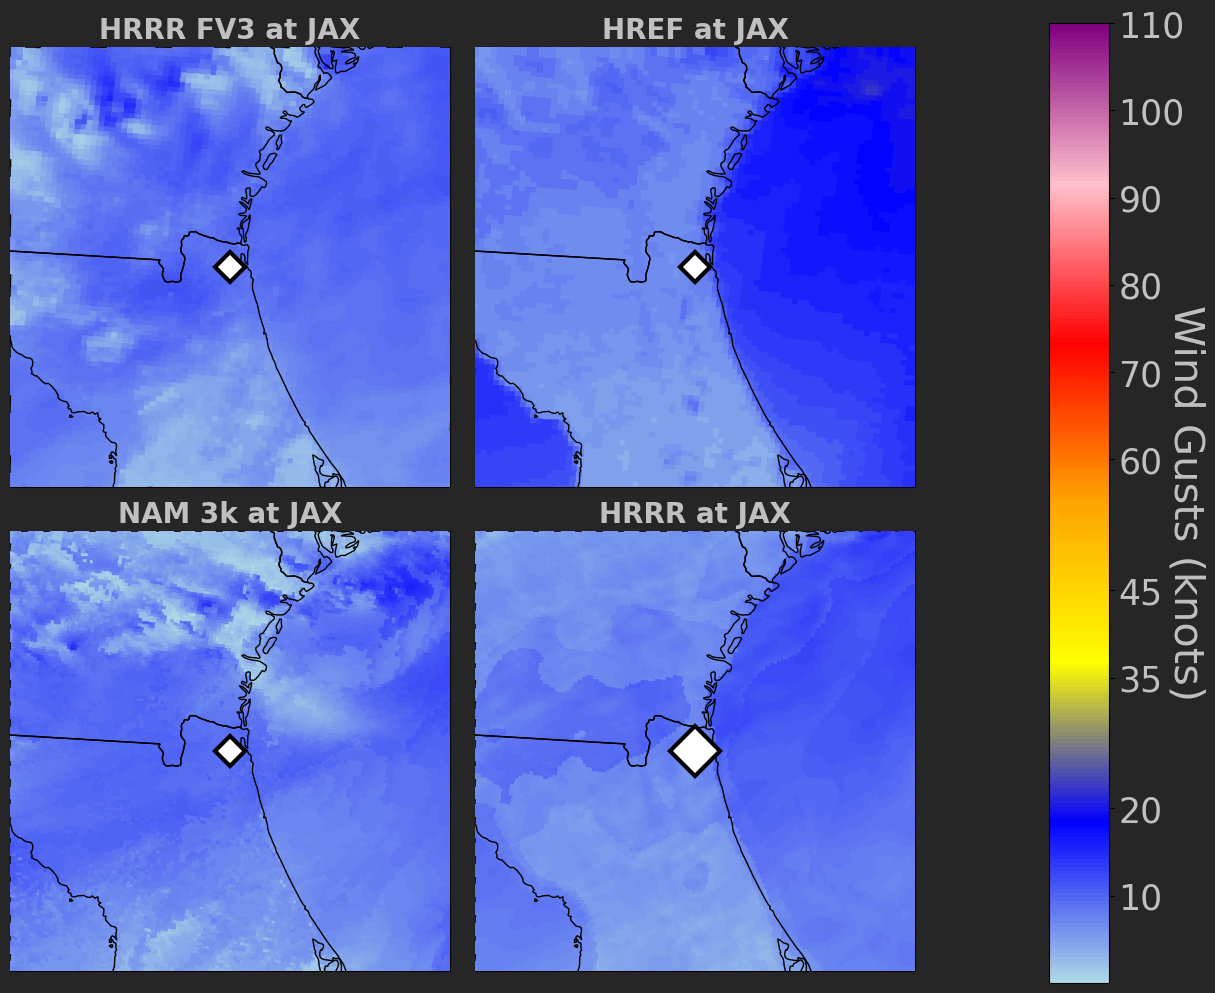 HRRR FV3 at JAX
HREF at JAX
NAM 3k at JAX
HRRR at JAX
110
100
90
80
70
60
45
35
20
10
Wind Gusts (knots)